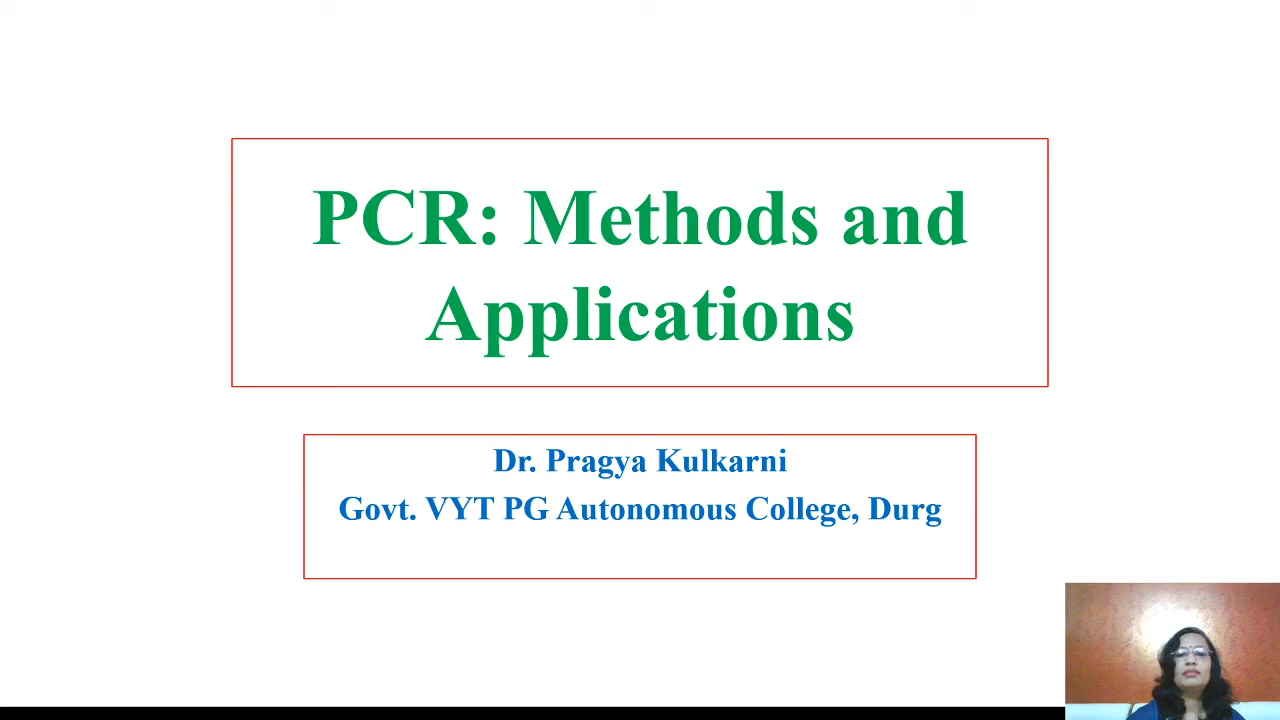 PCR: Methods and
Applications
Dr. Pragya Kulkarni
Govt. VYT PG Autonomous College, Durg